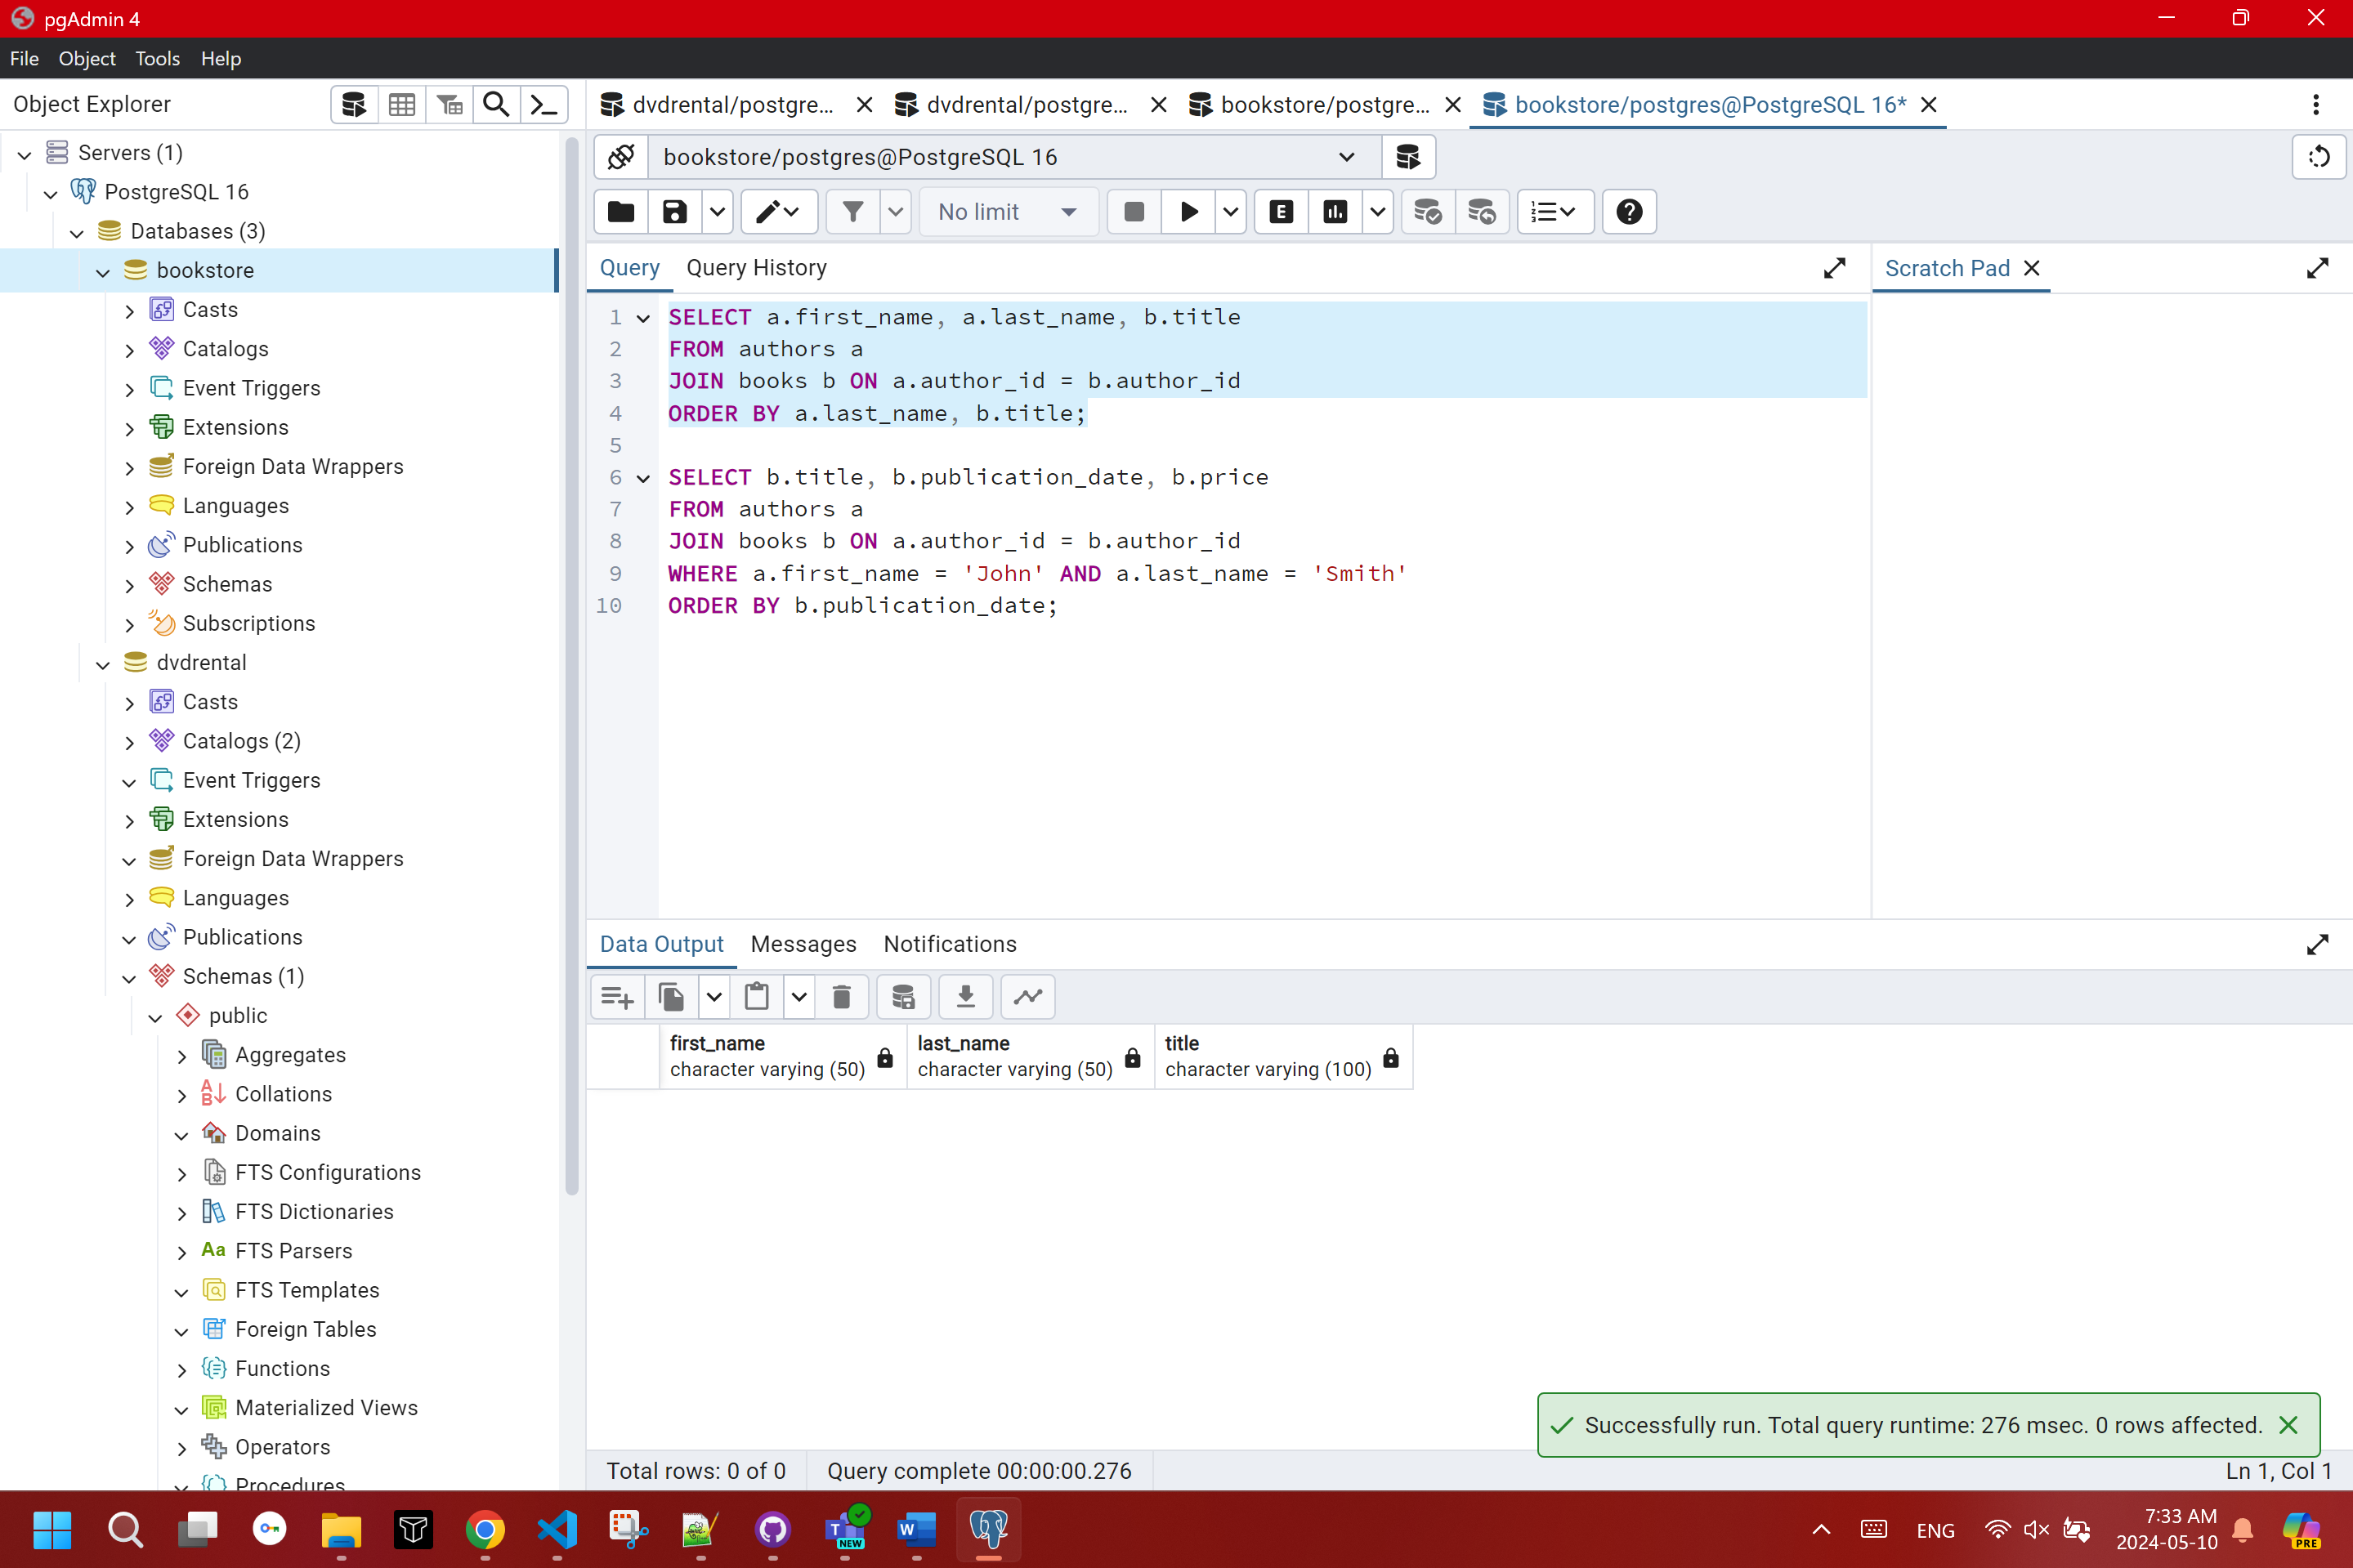 pgAdmin 4
File Object Tools Help
Object Explorer
dvdrental/postgre...
dvdrental/postgre...
bookstore/postgre...
bookstore/postgres@PostgreSQL 16*
Servers (1)
PostgreSQL 16
Databases (3)
bookstore
Casts
Catalogs
Event Triggers
Extensions
Foreign Data Wrappers
Languages
Publications
Schemas
Subscriptions
dvdrental
Casts
Catalogs (2)
Event Triggers
Extensions
Foreign Data Wrappers
Languages
Publications
Schemas (1)
public
Aggregates
Collations
Domains
FTS Configurations
FTS Dictionaries
Aa FTS Parsers
FTS Templates
Foreign Tables
Functions
Materialized Views
Operators
Procedures
bookstore/postgres@PostgreSQL 16
No limit
E
Query Query History
Scratch Pad
1 SELECT a.first_name, a.last_name, b.title
2 FROM authors a
3 JOIN books b ON a.author_id = b.author_id
4 ORDER BY a.last_name, b.title;
5
6 SELECT b.title, b.publication_date, b.price
7 FROM authors a
8 JOIN books b ON a.author_id = b.author_id
9 WHERE a.first_name = 'John' AND a.last_name = 'Smith'
10 ORDER BY b.publication_date;
Data Output Messages Notifications
first_name
character varying (50)
last_name
character varying (50)
title
character varying (100)
Successfully run. Total query runtime: 276 msec. 0 rows affected.
Total rows: 0 of 0
Query complete 00:00:00.276
Ln 1, Col 1
NEW
ENG
7:33 AM
2024-05-10
PRE